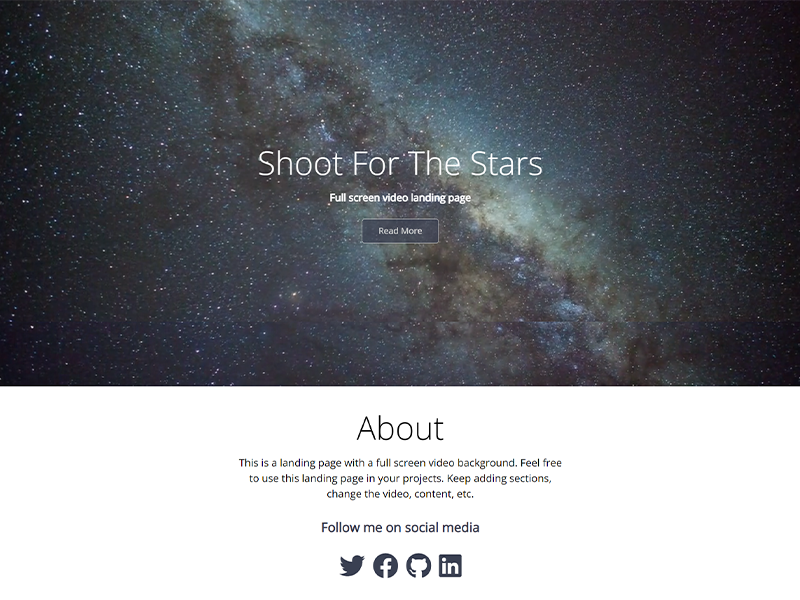 Shoot For The Stars
Full screen video landing page
Read More
About
This is a landing page with a full screen video background. Feel free
to use this landing page in your projects. Keep adding sections,
change the video, content, etc.
Follow me on social media